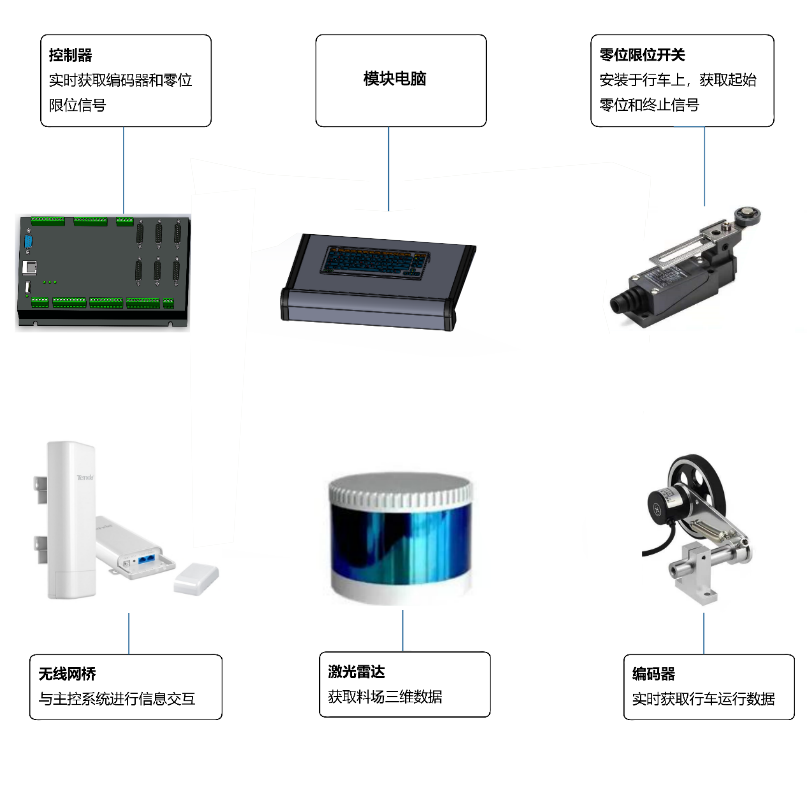 控制器
实时获取编码器和零位
限位信号
模块电脑
零位限位开关
安装于行车上，获取起始
零位和终止信号
无线网桥
与主控系统进行信息交互
激光雷达
获取料场三维数据
编码器
实时获取行车运行数据